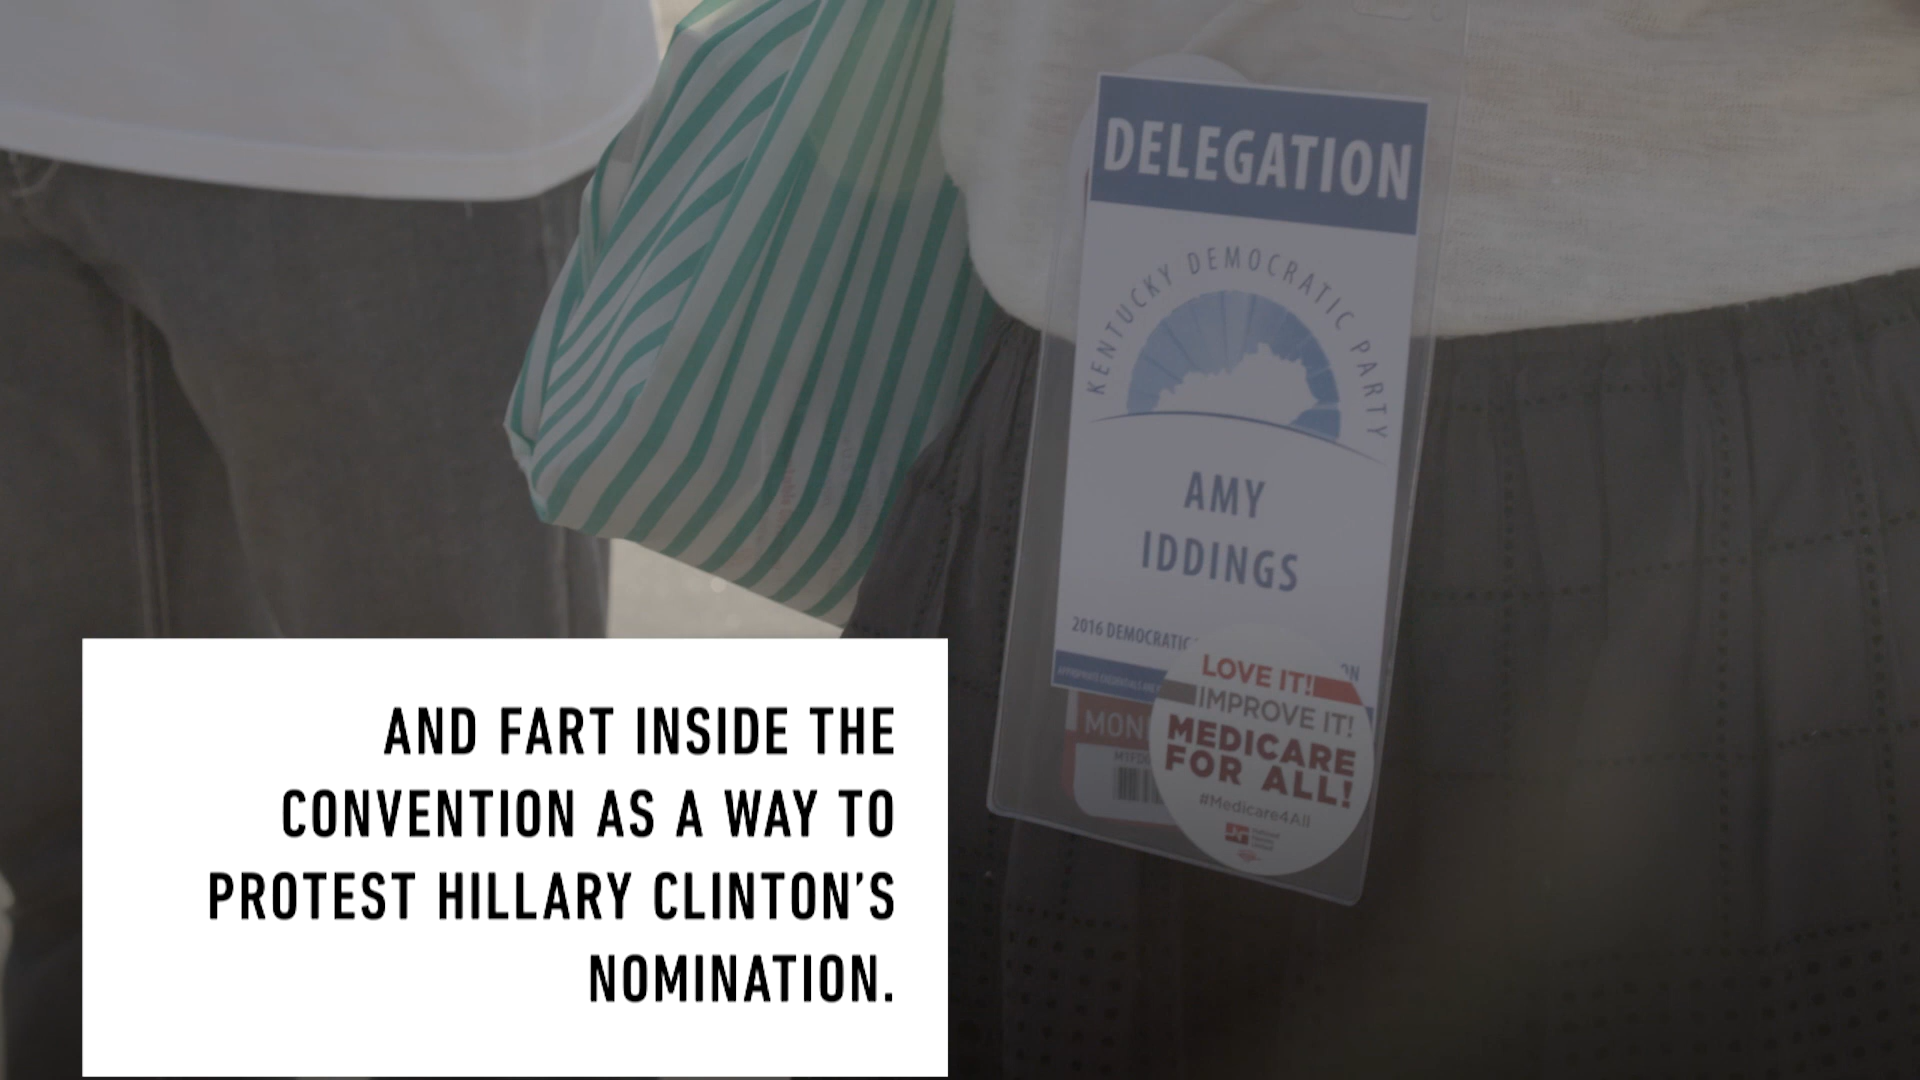 DELEGATION
KENTUCKY DEMOCRATIC PARTY
AMY
IDDINGS
2016 DEMOCRATIC
LOVE IT!
IMPROVE IT!
MEDICARE
FOR ALL!
#Medicare4All
AND FART INSIDE THE
CONVENTION AS A WAY TO
PROTEST HILLARY CLINTON'S
NOMINATION.